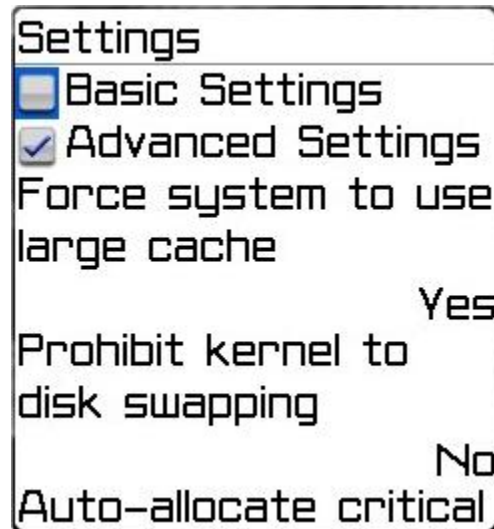 Settings
Basic Settings
Advanced Settings
Force system to use
large cache
Yes
Prohibit kernel to
disk swapping
No
Auto-allocate critical